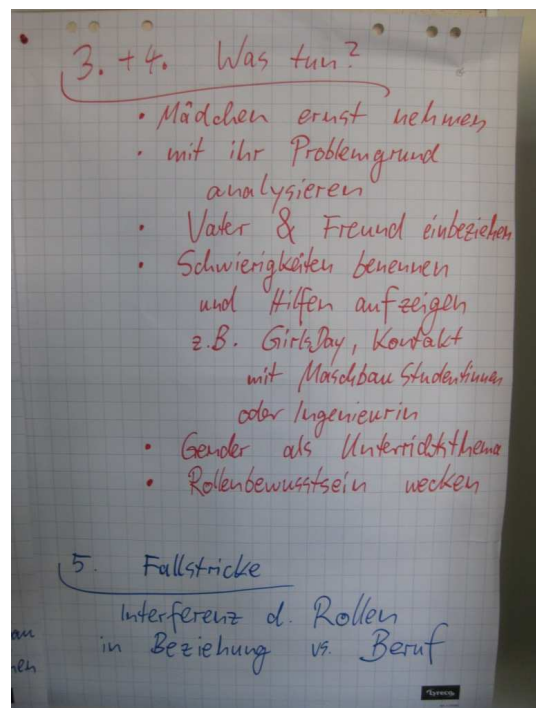 3. + 4. Was tun?
• Mädchen ernst nehmen
• mit ihr Problemgrund
analysieren
• Vater & Freund einbeziehen
• Schwierigkeiten benennen
und Hilfen aufzeigen
z.B. GirlsDay, Kontakt
mit Maschbau Studentinnen
oder Ingenieurin
• Gender als Unterrichtsthema
• Rollenbewusstsein wecken
5. Fallstricke
Interferenz d. Rollen
in Beziehung vs. Beruf